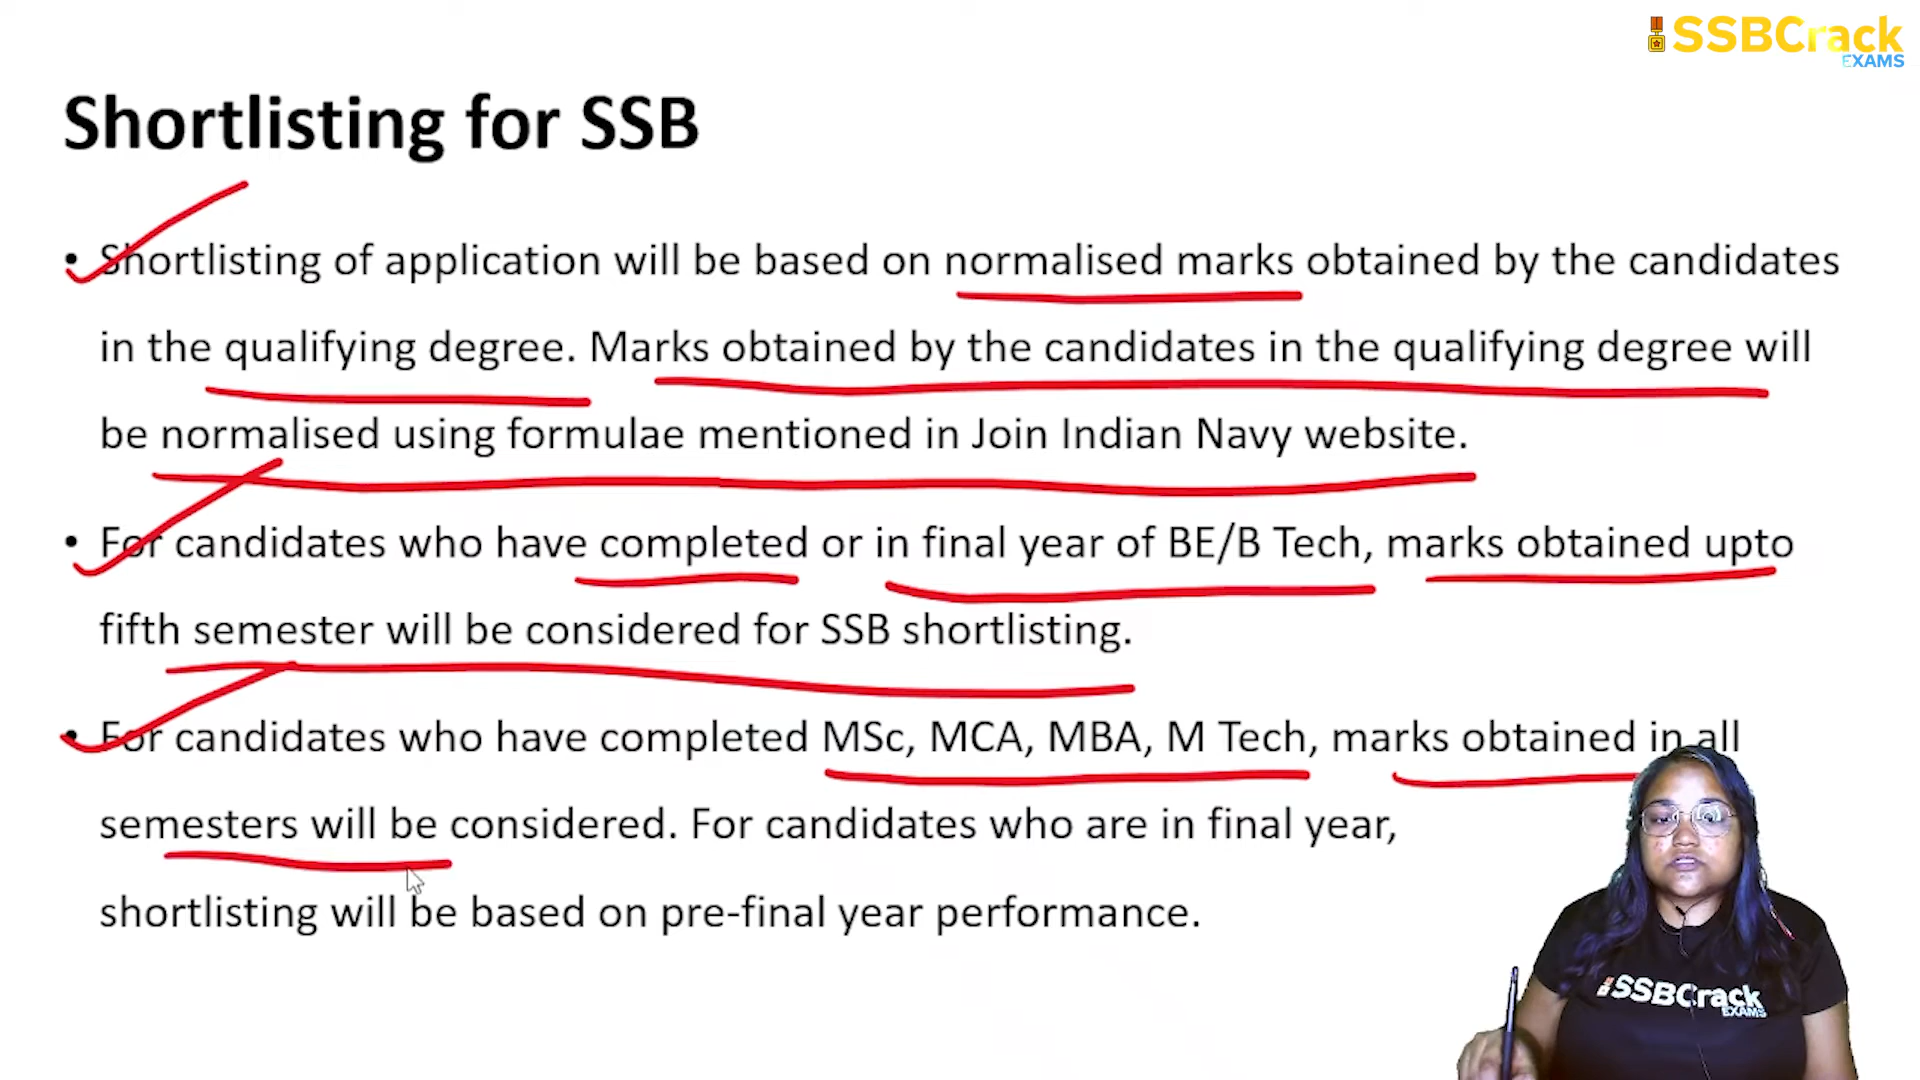 SSBCrack
EXAMS
Shortlisting for SSB
• Shortlisting of application will be based on normalised marks obtained by the candidates
in the qualifying degree. Marks obtained by the candidates in the qualifying degree will
be normalised using formulae mentioned in Join Indian Navy website.
• For candidates who have completed or in final year of BE/B Tech, marks obtained upto
fifth semester will be considered for SSB shortlisting.
• For candidates who have completed MSc, MCA, MBA, M Tech, marks obtained in all
semesters will be considered. For candidates who are in final year,
shortlisting will be based on pre-final year performance.
SSBCrack
EXAMS